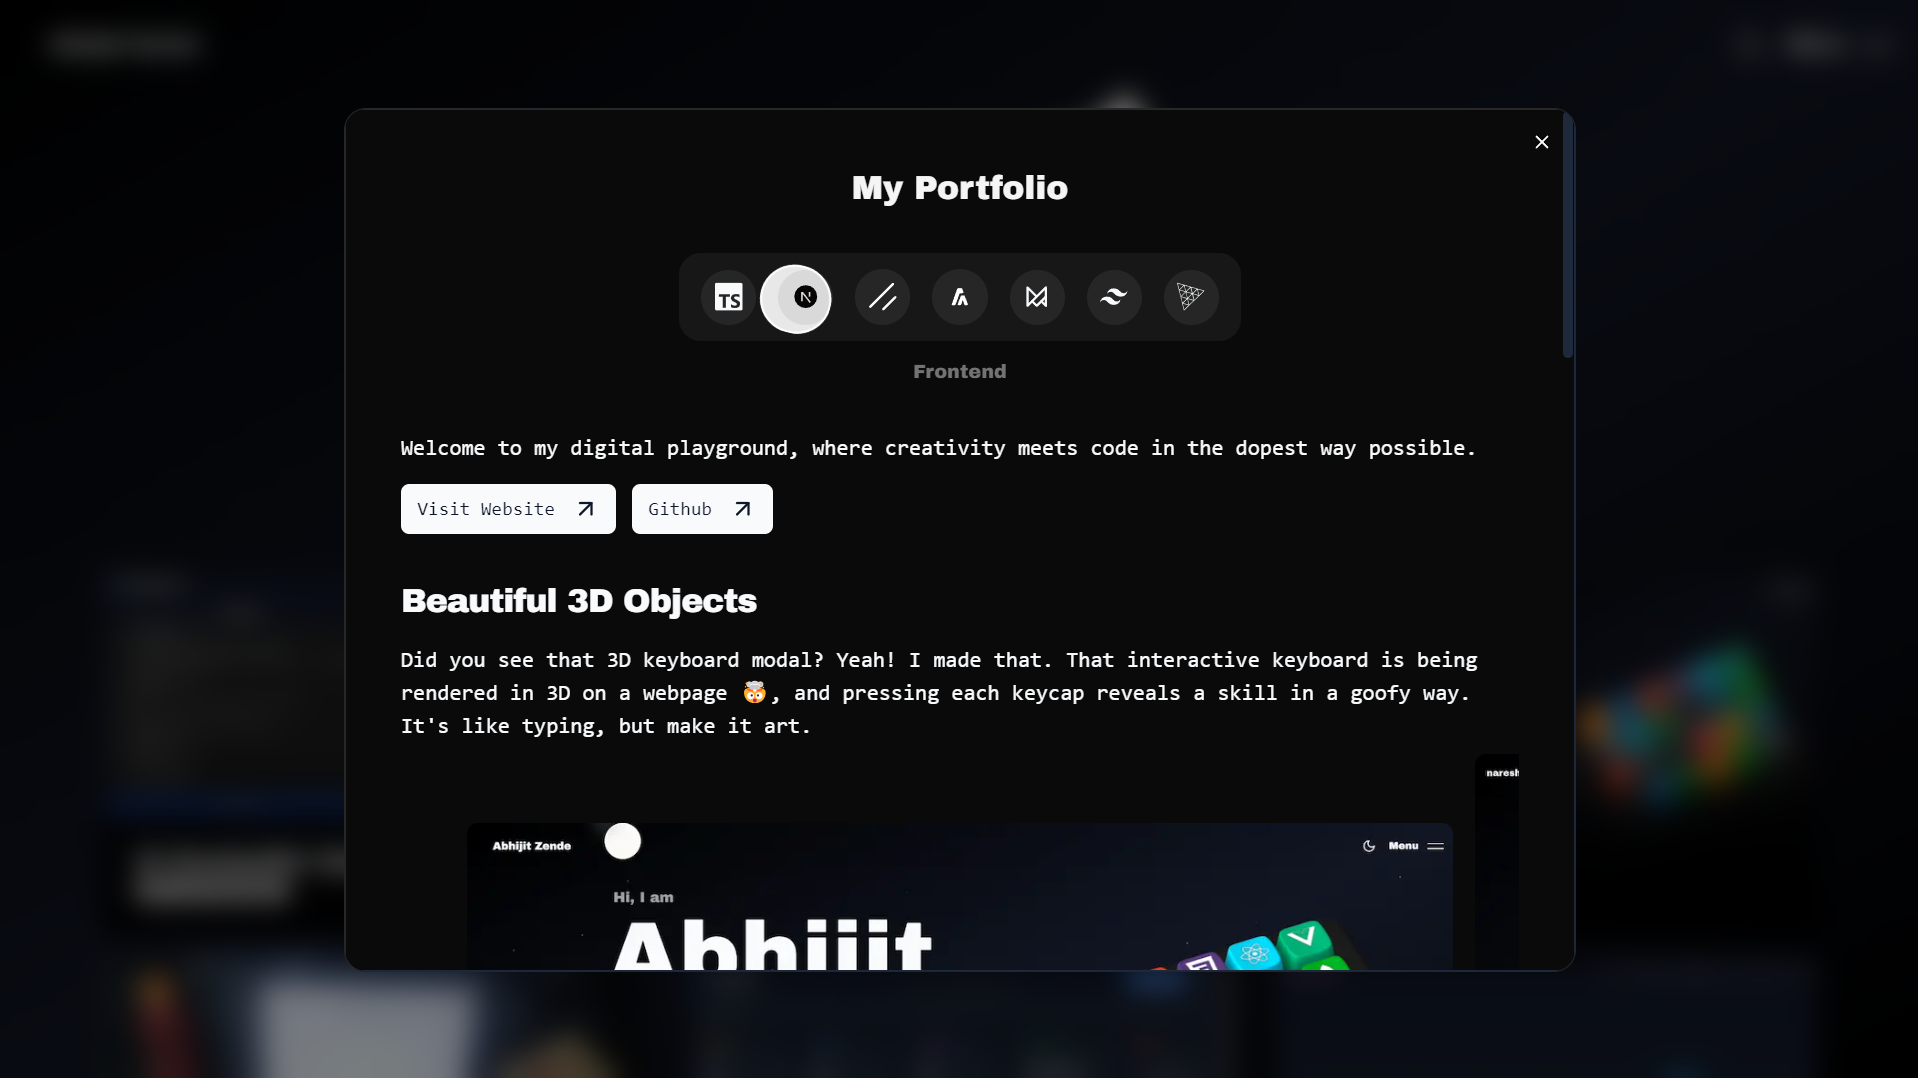 My Portfolio
TS
N
Frontend
Welcome to my digital playground, where creativity meets code in the dopest way possible.
Visit Website
Github
Beautiful 3D Objects
Did you see that 3D keyboard modal? Yeah! I made that. That interactive keyboard is being
rendered in 3D on a webpage 🤯, and pressing each keycap reveals a skill in a goofy way.
It's like typing, but make it art.
naresh
Abhijit Zende
Menu
Hi, I am
Abhijit